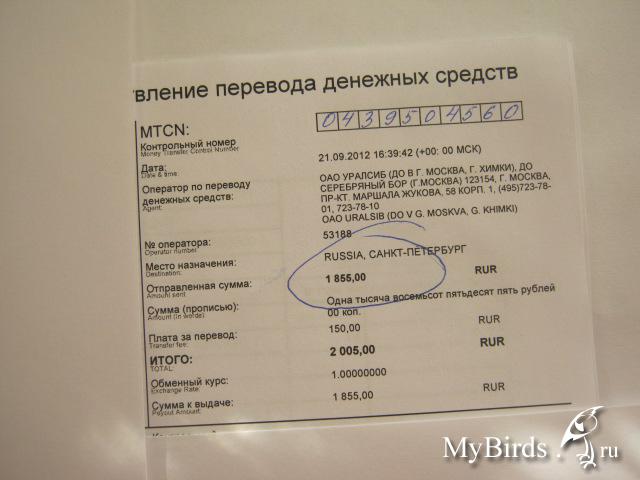 вление перевода денежных средств
MTCN:
0439504560
Контрольный номер
Money Transfer Control Number
Дата:
Date & time:
21.09.2012 16:39:42 (+00: 00 МСК)
Оператор по переводу
денежных средств:
Agent:
ОАО УРАЛСИБ (ДО В Г. МОСКВА, Г. ХИМКИ), ДО
СЕРЕБРЯНЫЙ БОР (Г.МОСКВА) 123154, Г. МОСКВА,
ПР-КТ. МАРШАЛА ЖУКОВА, 58 КОРП. 1, (495)723-78-
01, 723-78-10
OAO URALSIB (DO V G. MOSKVA, G. KHIMKI)
№ оператора:
Operator number
53188
Место назначения:
Destination:
RUSSIA, САНКТ-ПЕТЕРБУРГ
Отправленная сумма:
Amount sent
1 855,00 RUR
Сумма (прописью):
Amount (in words):
Одна тысяча восемьсот пятьдесят пять рублей
00 коп.
Плата за перевод:
Transfer fee:
150,00 RUR
ИТОГО:
TOTAL:
2 005,00 RUR
Обменный курс:
Exchange Rate:
1.00000000
Сумма к выдаче:
Payout Amount:
1 855,00 RUR
MyBirds.ru